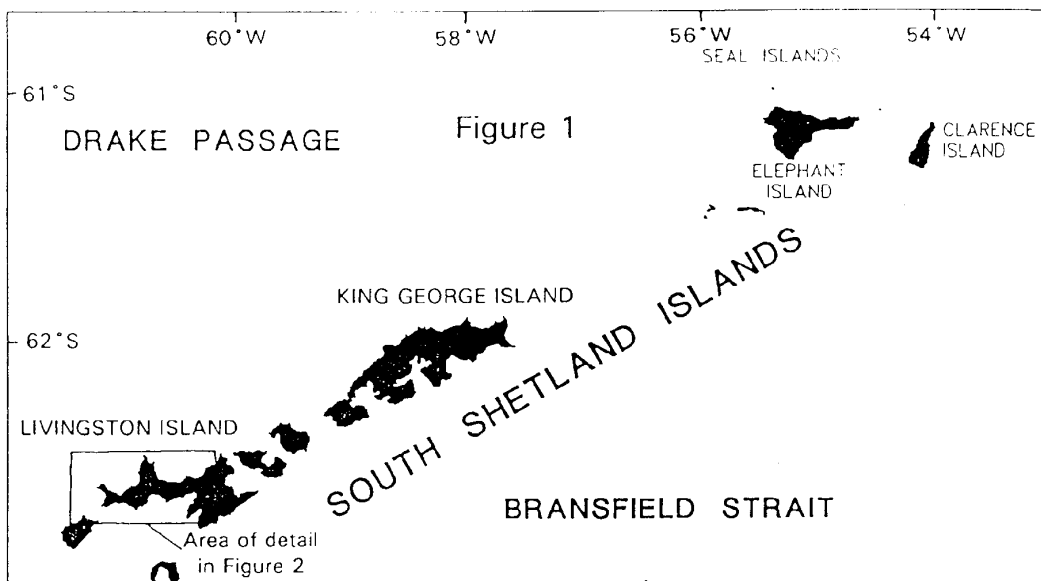 60°W 58°W 56°W 54°W
SEAL ISLANDS
61°S
DRAKE PASSAGE
Figure 1
CLARENCE
ISLAND
ELEPHANT
ISLAND
KING GEORGE ISLAND
62°S
SOUTH SHETLAND ISLANDS
LIVINGSTON ISLAND
BRANSFIELD STRAIT
Area of detail
in Figure 2